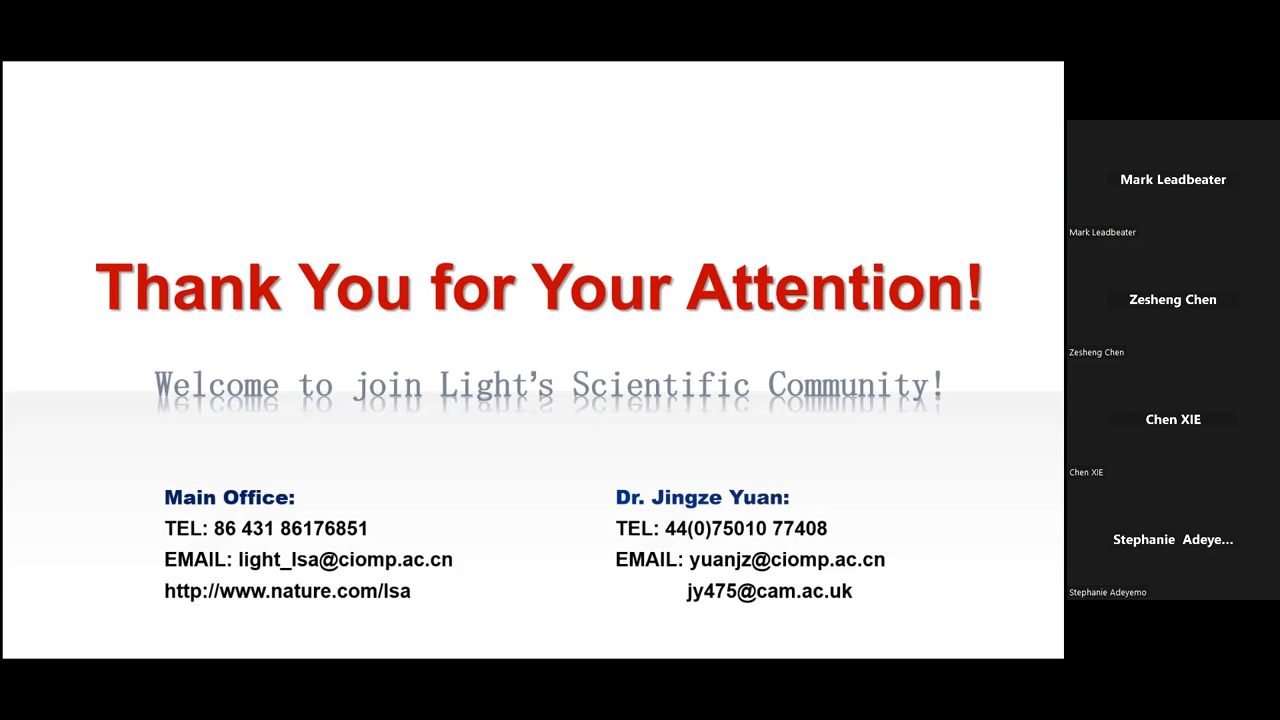 Thank You for Your Attention!
Welcome to join Light's Scientific Community!
Main Office:
TEL: 86 431 86176851
EMAIL: light_lsa@ciomp.ac.cn
http://www.nature.com/lsa
Dr. Jingze Yuan:
TEL: 44(0)75010 77408
EMAIL: yuanjz@ciomp.ac.cn
jy475@cam.ac.uk
Mark Leadbeater
Mark Leadbeater
Zesheng Chen
Zesheng Chen
Chen XIE
Chen XIE
Stephanie Adeye...
Stephanie Adeyemo